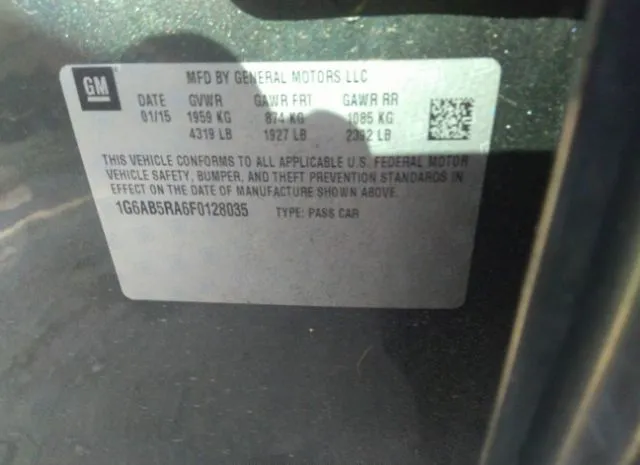 GM
MFD BY GENERAL MOTORS LLC
DATE GVWR GAWR FRT GAWR RR
01/15 1959 KG 874 KG 1085 KG
4319 LB 1927 LB 2392 LB
THIS VEHICLE CONFORMS TO ALL APPLICABLE U.S. FEDERAL MOTOR
VEHICLE SAFETY, BUMPER, AND THEFT PREVENTION STANDARDS IN
EFFECT ON THE DATE OF MANUFACTURE SHOWN ABOVE.
1G6AB5RA6F0128035 TYPE: PASS CAR